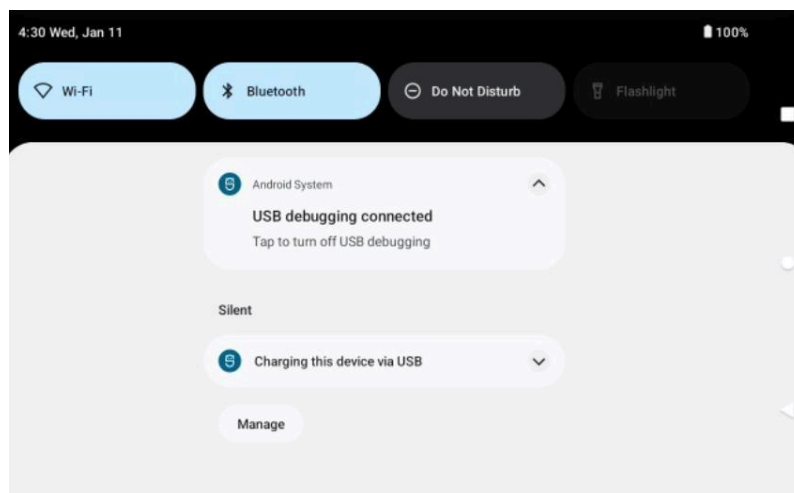 4:30 Wed, Jan 11
100%
Wi-Fi
Bluetooth
Do Not Disturb
Flashlight
Android System
USB debugging connected
Tap to turn off USB debugging
Silent
Charging this device via USB
Manage